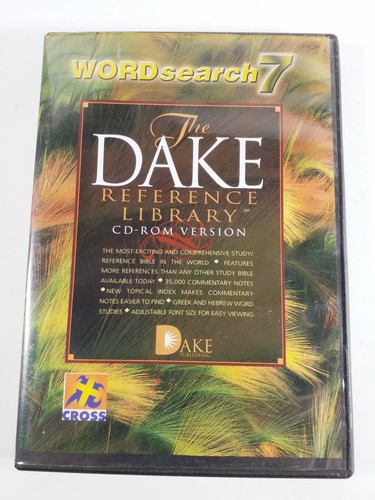 WORDsearch 7
The
DAKE
REFERENCE
LIBRARY
CD-ROM VERSION
THE MOST EXCITING AND COMPREHENSIVE STUDY/
REFERENCE BIBLE IN THE WORLD • FEATURES
MORE REFERENCES THAN ANY OTHER STUDY BIBLE
AVAILABLE TODAY • 35,000 COMMENTARY NOTES
• NEW TOPICAL INDEX MAKES COMMENTARY
NOTES EASIER TO FIND • GREEK AND HEBREW WORD
STUDIES • ADJUSTABLE FONT SIZE FOR EASY VIEWING
DAKE
PUBLISHING
CROSS